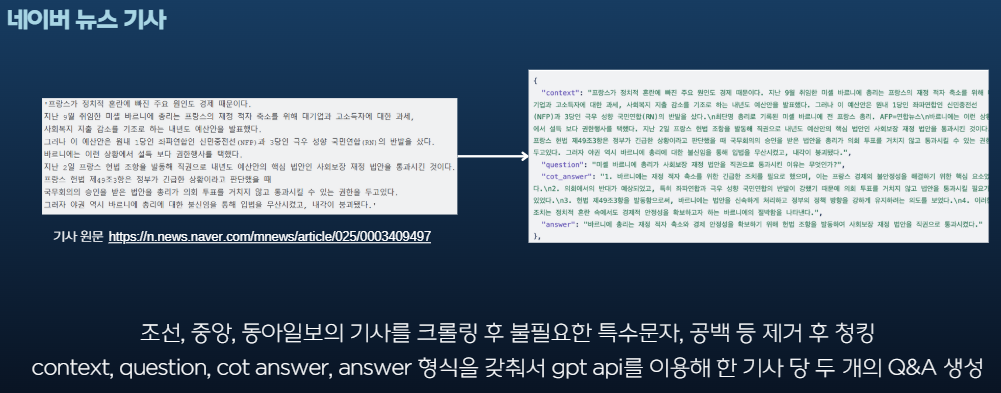 네이버 뉴스 기사
'프랑스가 정치적 혼란에 빠진 주요 원인도 경제 때문이다.
지난 9월 취임한 미셸 바르니에 총리는 프랑스의 재정 적자 축소를 위해 대기업과 고소득자에 대한 과세,
사회복지 지출 감소를 기조로 하는 내년도 예산안을 발표했다.
그러나 이 예산안은 원내 1당인 좌파연합인 신민중전선(NFP)과 3당인 극우 성향 국민연합(RN)의 반발을 샀다.
바르니에는 이런 상황에서 설득 보다 권한행사를 택했다.
지난 2일 프랑스 헌법 조항을 발동해 직권으로 내년도 예산안의 핵심 법안인 사회보장 재정 법안을 통과시킨 것이다.
프랑스 헌법 제49조3항은 정부가 긴급한 상황이라고 판단했을 때
국무회의의 승인을 받은 법안을 총리가 의회 투표를 거치지 않고 통과시킬 수 있는 권한을 두고있다.
그러자 야권 역시 바르니에 총리에 대한 불신임을 통해 입법을 무산시켰고, 내각이 붕괴됐다.'
기사 원문 https://n.news.naver.com/mnews/article/025/0003409497
{
"context": "프랑스가 정치적 혼란에 빠진 주요 원인도 경제 때문이다. 지난 9월 취임한 미셸 바르니에 총리는 프랑스의 재정 적자 축소를 위해
기업과 고소득자에 대한 과세, 사회복지 지출 감소를 기조로 하는 내년도 예산안을 발표했다. 그러나 이 예산안은 원내 1당인 좌파연합인 신민중전선
(NFP)과 3당인 극우 성향 국민연합(RN)의 반발을 샀다.\n최단명 총리로 기록된 미셸 바르니에 전 프랑스 총리. AFP=연합뉴스\n바르니에는 이런 상황
에서 설득 보다 권한행사를 택했다. 지난 2일 프랑스 헌법 조항을 발동해 직권으로 내년도 예산안의 핵심 법안인 사회보장 재정 법안을 통과시킨 것이다.
프랑스 헌법 제49조3항은 정부가 긴급한 상황이라고 판단했을 때 국무회의의 승인을 받은 법안을 총리가 의회 투표를 거치지 않고 통과시킬 수 있는 권한
두고있다. 그러자 야권 역시 바르니에 총리에 대한 불신임을 통해 입법을 무산시켰고, 내각이 붕괴됐다.",
"question": "미셸 바르니에 총리가 사회보장 재정 법안을 직권으로 통과시킨 이유는 무엇인가?",
"cot_answer": "1. 바르니에는 재정 적자 축소를 위한 긴급한 조치를 필요로 했으며, 이는 프랑스 경제의 불안정성을 해결하기 위한 핵심 요소였
다.\n2. 의회에서의 반대가 예상되었고, 특히 좌파연합과 극우 성향 국민연합의 반발이 강했기 때문에 의회 투표를 거치지 않고 법안을 통과시킬 필요가
있었다.\n3. 헌법 제49조3항을 발동함으로써, 바르니에는 법안을 신속하게 처리하고 정부의 정책 방향을 강하게 유지하려는 의도를 보였다.\n4. 이러한
조치는 정치적 혼란 속에서도 경제적 안정성을 확보하고자 하는 바르니에의 절박함을 나타낸다.",
"answer": "바르니에 총리는 재정 적자 축소와 경제 안정성을 확보하기 위해 헌법 조항을 발동하여 사회보장 재정 법안을 직권으로 통과시켰다."
},
조선, 중앙, 동아일보의 기사를 크롤링 후 불필요한 특수문자, 공백 등 제거 후 청킹
context, question, cot answer, answer 형식을 갖춰서 gpt api를 이용해 한 기사 당 두 개의 Q&A 생성